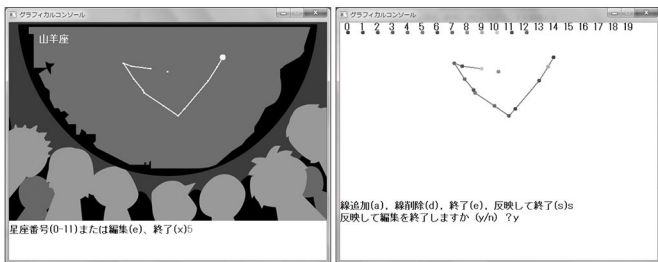 グラフィカルコンソール
山羊座
星座番号(0-11)または編集(e)、終了(x)5
グラフィカルコンソール
0 1 2 3 4 5 6 7 8 9 10 11 12 13 14 15 16 17 18 19
線追加(a), 線削除(d), 終了(e), 反映して終了(s)s
反映して編集を終了しますか (y/n) ?y